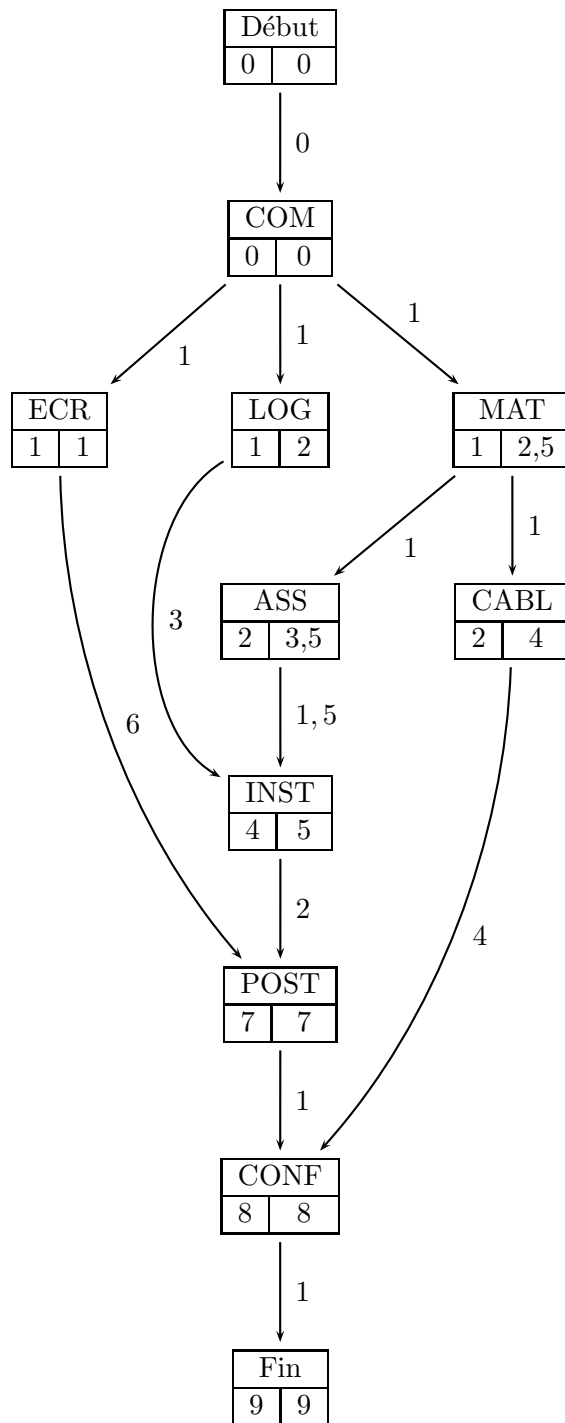 Début
0 0
0
COM
0 0
1 1 1
ECR LOG MAT
1 1 1 2 1 2,5
1 1
ASS CABL
2 3,5 2 4
3
6 1, 5
INST
4 5
2
4
POST
7 7
1
CONF
8 8
1
Fin
9 9